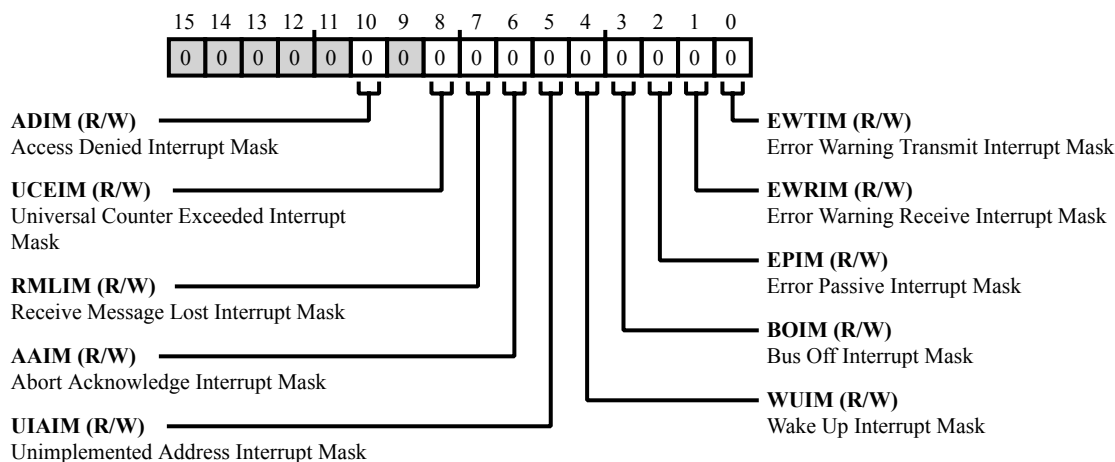 15 14 13 12 11 10 9 8 7 6 5 4 3 2 1 0
0 0 0 0 0 0 0 0 0 0 0 0 0 0 0 0
ADIM (R/W)
Access Denied Interrupt Mask
UCEIM (R/W)
Universal Counter Exceeded Interrupt
Mask
RMLIM (R/W)
Receive Message Lost Interrupt Mask
AAIM (R/W)
Abort Acknowledge Interrupt Mask
UIAIM (R/W)
Unimplemented Address Interrupt Mask
EWTIM (R/W)
Error Warning Transmit Interrupt Mask
EWRIM (R/W)
Error Warning Receive Interrupt Mask
EPIM (R/W)
Error Passive Interrupt Mask
BOIM (R/W)
Bus Off Interrupt Mask
WUIM (R/W)
Wake Up Interrupt Mask